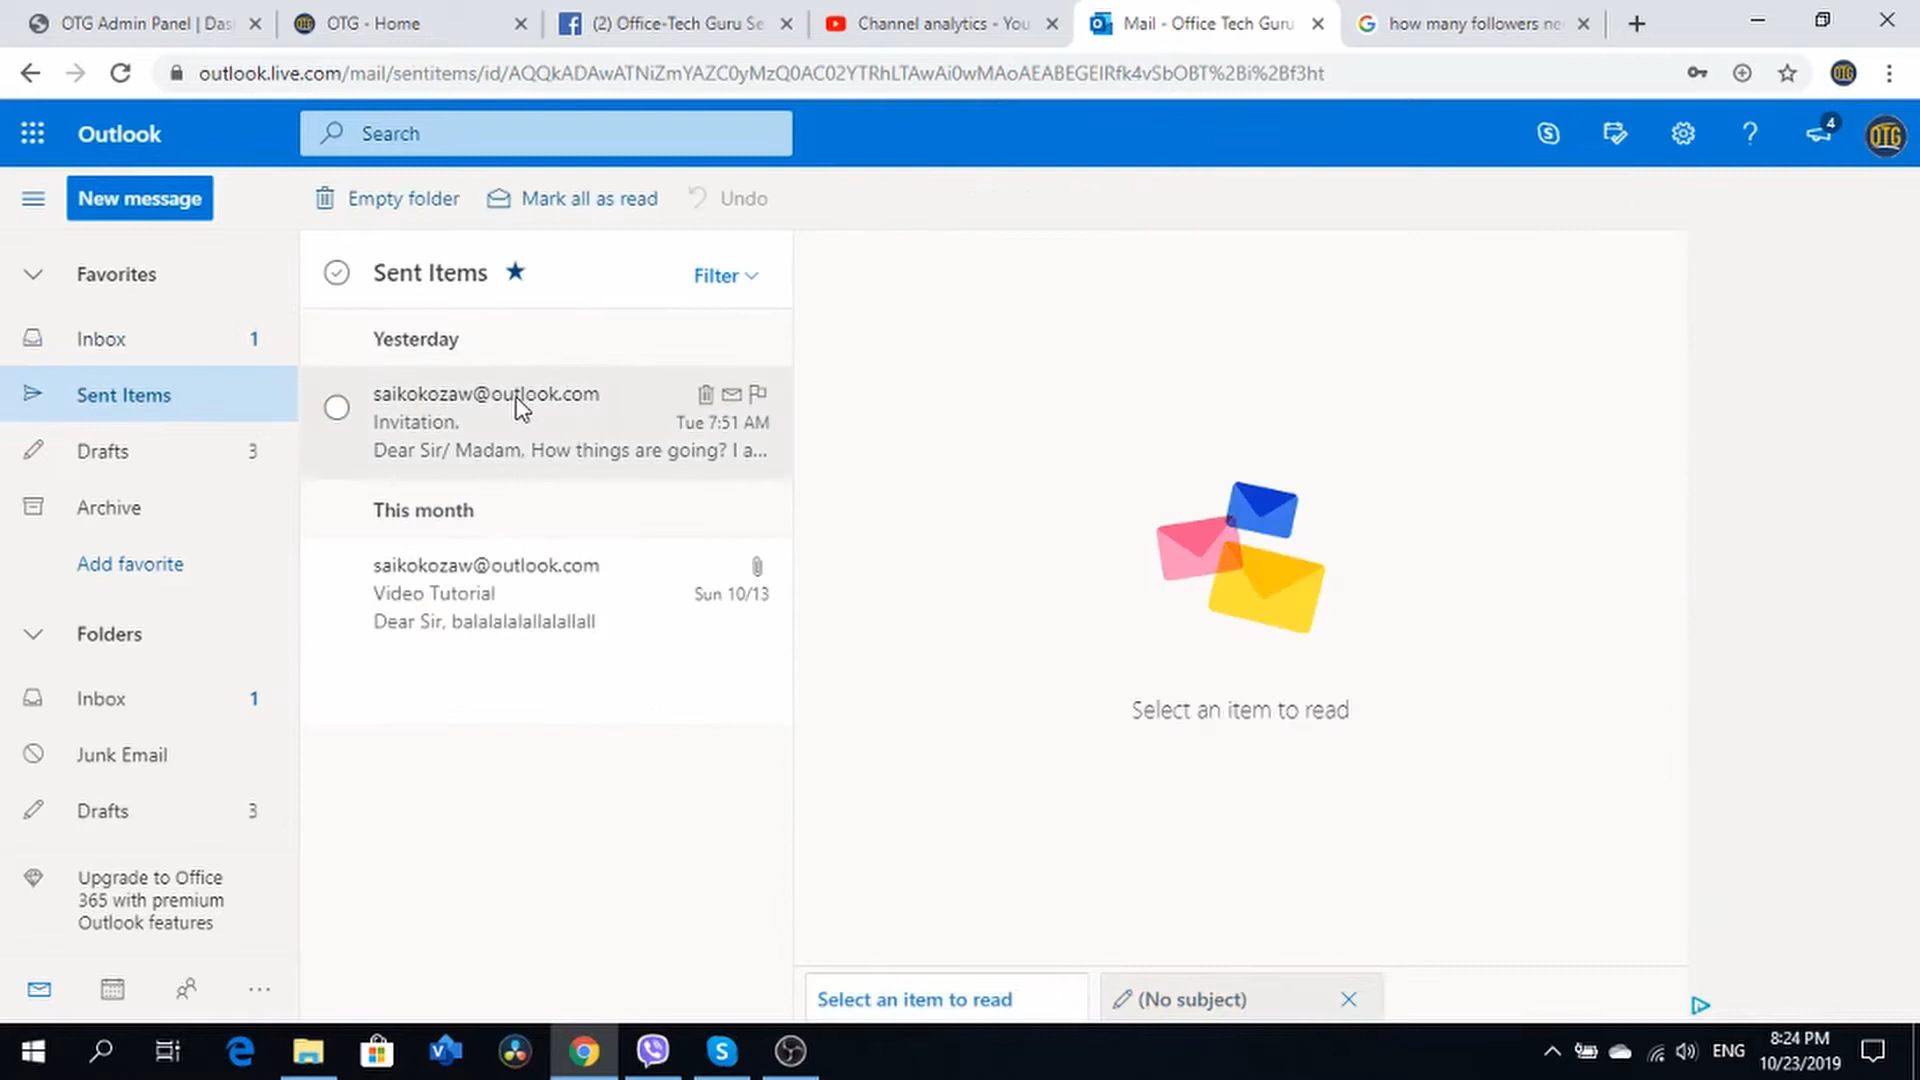 OTG Admin Panel | Das
OTG - Home
(2) Office-Tech Guru Se
Channel analytics - You
Mail - Office Tech Guru
how many followers ne
outlook.live.com/mail/sentitems/id/AQQkADAwATNiZmYAZC0yMzQ0AC02YTRhLTAwAi0wMAoAEABEGEIRfk4vSbOBT%2Bi%2Bf3ht
OTG
Outlook
Search
4
OTG
New message
Empty folder
Mark all as read
Undo
Favorites
Inbox 1
Sent Items
Drafts 3
Archive
Add favorite
Folders
Inbox 1
Junk Email
Drafts 3
Upgrade to Office
365 with premium
Outlook features
Sent Items
Filter
Yesterday
saikokozaw@outlook.com
Invitation. Tue 7:51 AM
Dear Sir/ Madam, How things are going? I a...
This month
saikokozaw@outlook.com
Video Tutorial Sun 10/13
Dear Sir, balalalalallalallall
Select an item to read
Select an item to read
(No subject)
ENG
8:24 PM
10/23/2019